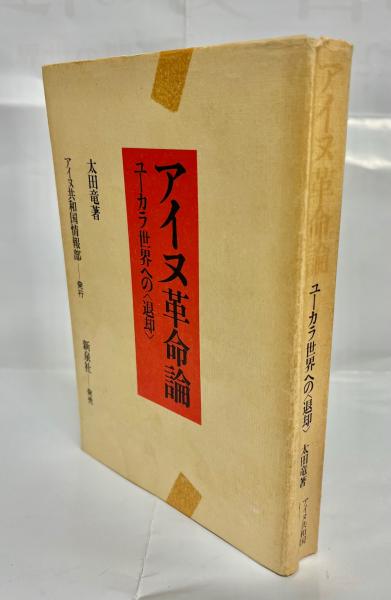 アイヌ革命論
ユーカラ世界への〈退却〉
太田竜著
アイヌ共和国情報部──発行
新泉社──発売
アイヌ革命論
ユーカラ世界への〈退却〉
太田竜著
アイヌ共和国